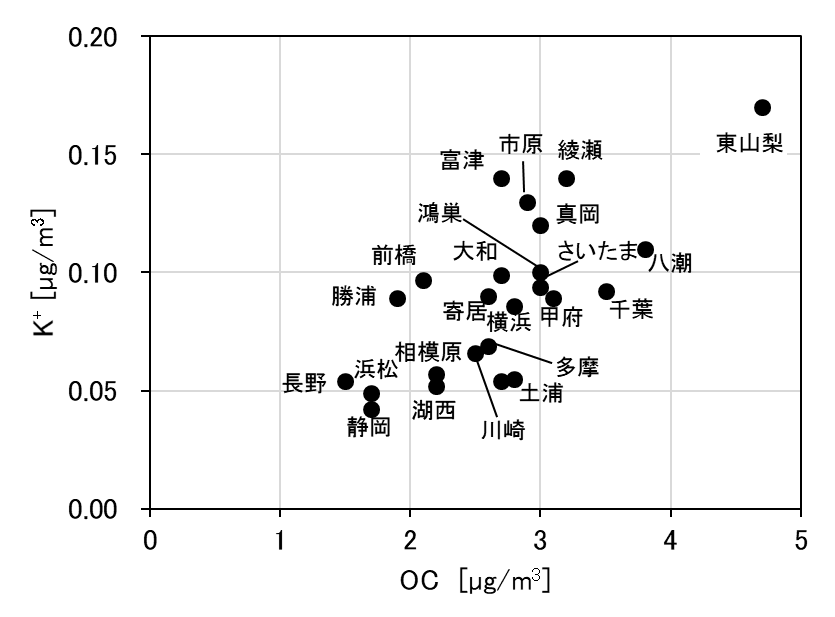 0.20
0.15
0.10
0.05
0.00
K⁺ [μg/m³]
東山梨
市原
富津
綾瀬
鴻巣
真岡
前橋
大和
さいたま
八潮
勝浦
寄居
横浜
甲府
千葉
相模原
多摩
長野
浜松
土浦
静岡
湖西
川崎
0
1
2
3
4
5
OC [μg/m³]